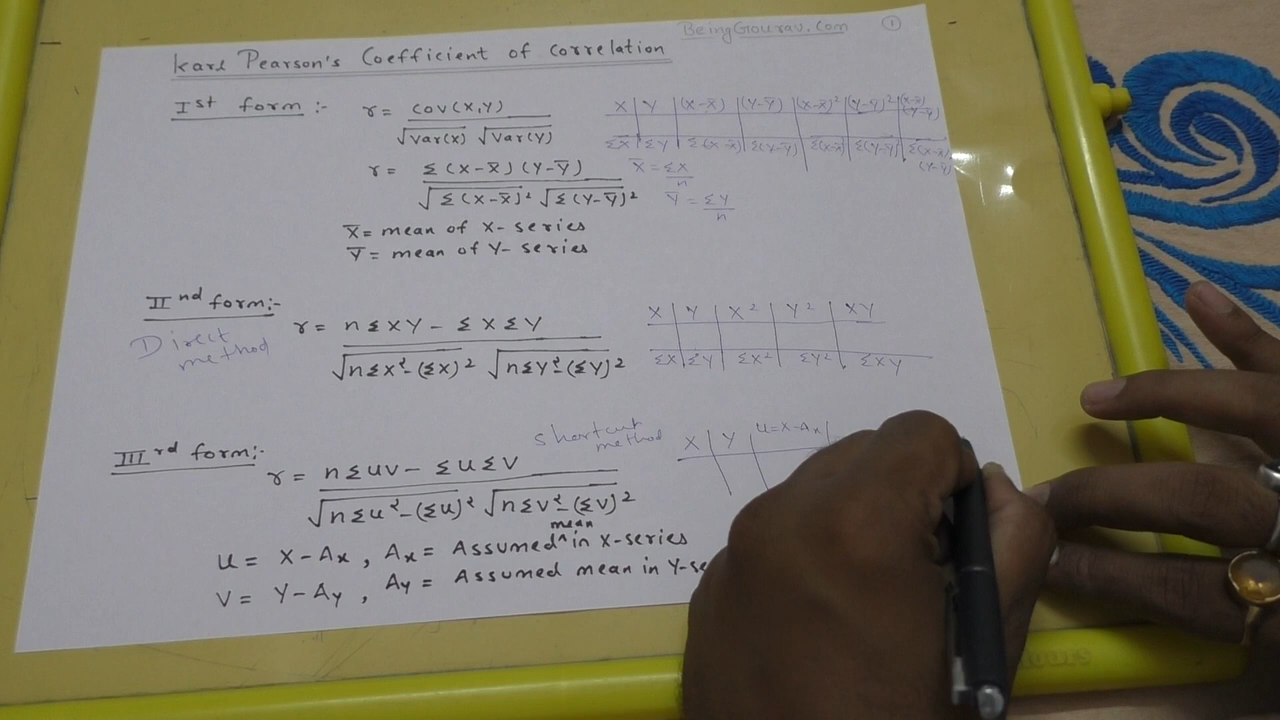 BeingGourav.com 1
Karl Pearson's Coefficient of Correlation
Ist form :- r = COV(X,Y)
√Var(X) √Var(Y)
r = Σ(X-X̅)(Y-Y̅)
√Σ(X-X̅)² √Σ(Y-Y̅)²
X̅ = mean of X-series
Y̅ = mean of Y-series
X Y (X-X̅) (Y-Y̅) (X-X̅)² (Y-Y̅)² (X-X̅)(Y-Y̅)
ΣX ΣY Σ(X-X̅) Σ(Y-Y̅) Σ(X-X̅)² Σ(Y-Y̅)² Σ(X-X̅)(Y-Y̅)
X̅ = ΣX
n
Y̅ = ΣY
n
IInd form:-
Direct
method
r = nΣXY - ΣXΣY
√nΣX²-(ΣX)² √nΣY²-(ΣY)²
X Y X² Y² XY
ΣX ΣY ΣX² ΣY² ΣXY
IIIrd form:-
shortcut
method
r = nΣUV - ΣUΣV
√nΣU²-(ΣU)² √nΣV²-(ΣV)²
X Y U=X-Ax
U = X-Ax, Ax = Assumed ^mean in X-series
V = Y-Ay, Ay = Assumed mean in Y-se